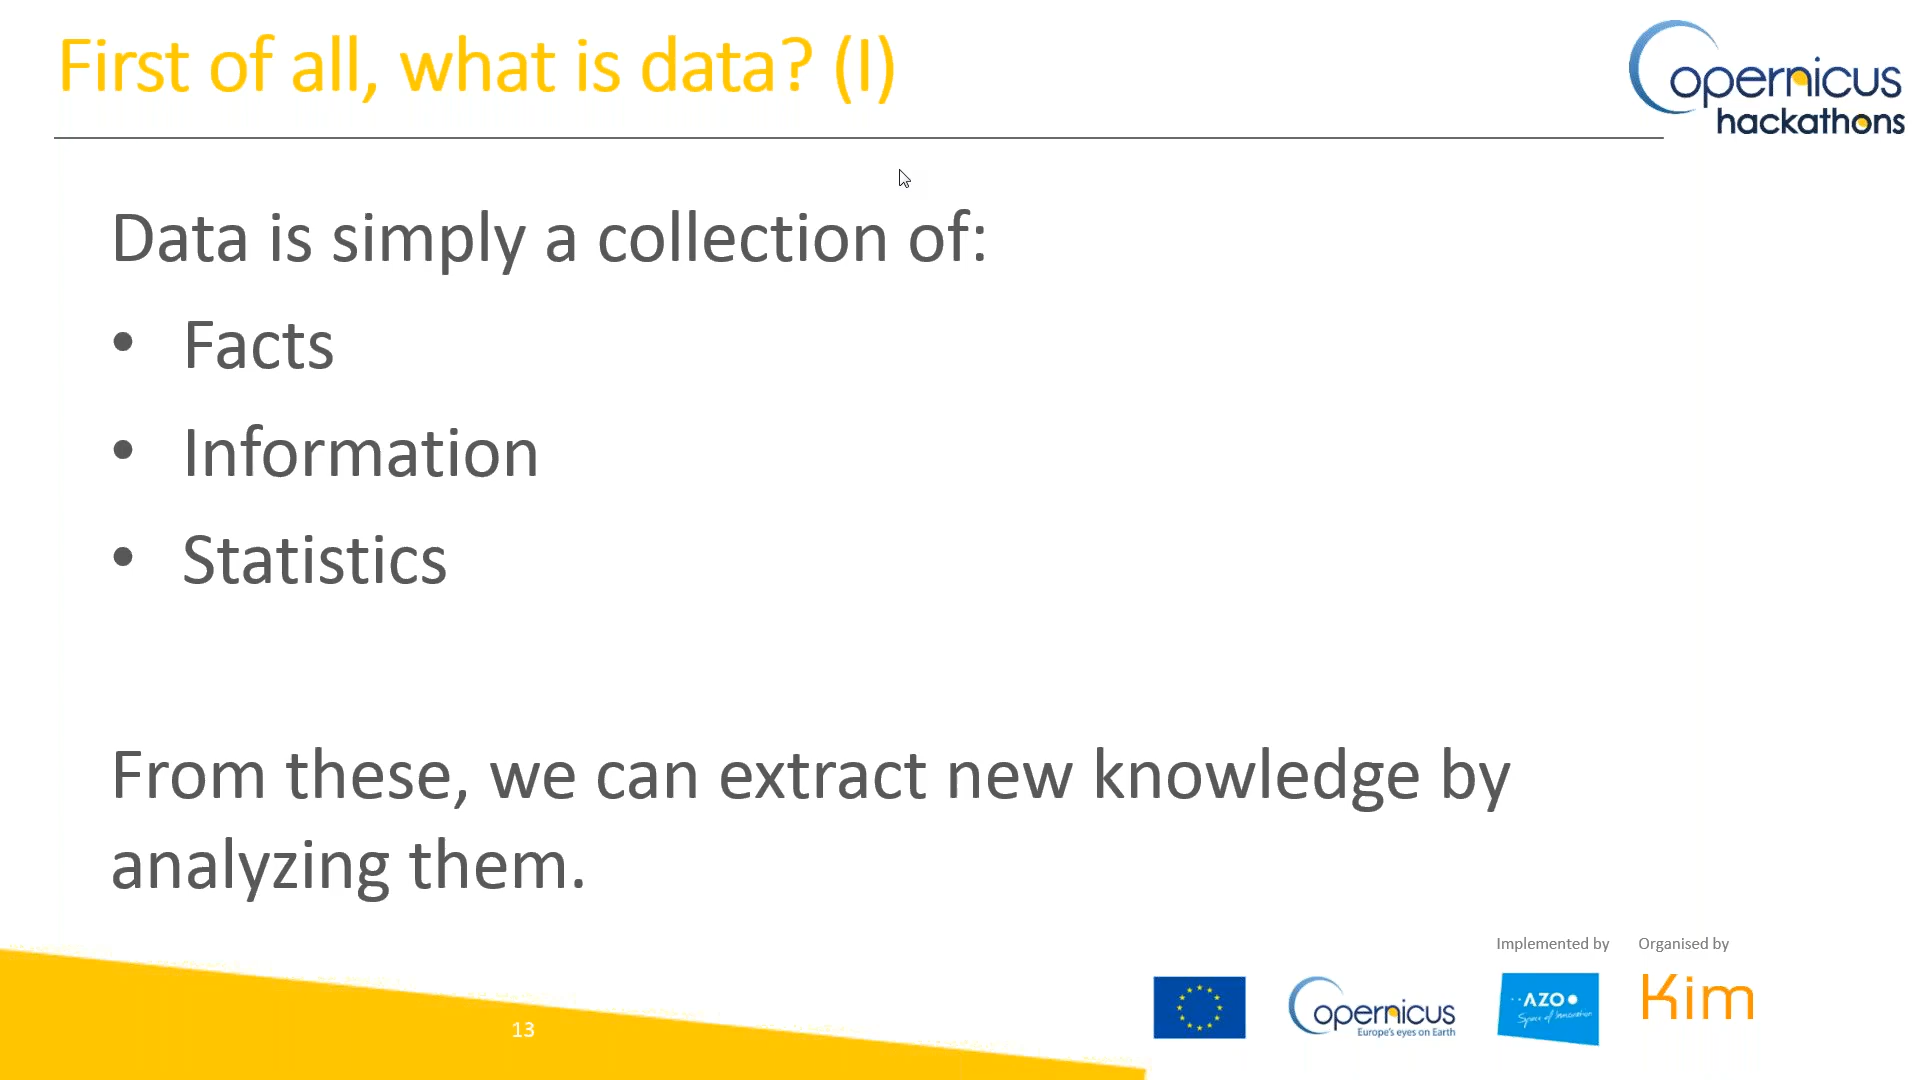 First of all, what is data? (I)
Copernicus
hackathons
Data is simply a collection of:
• Facts
• Information
• Statistics
From these, we can extract new knowledge by
analyzing them.
Implemented by
Organised by
Copernicus
Europe's eyes on Earth
AZO
Space of Innovation
Kim
13